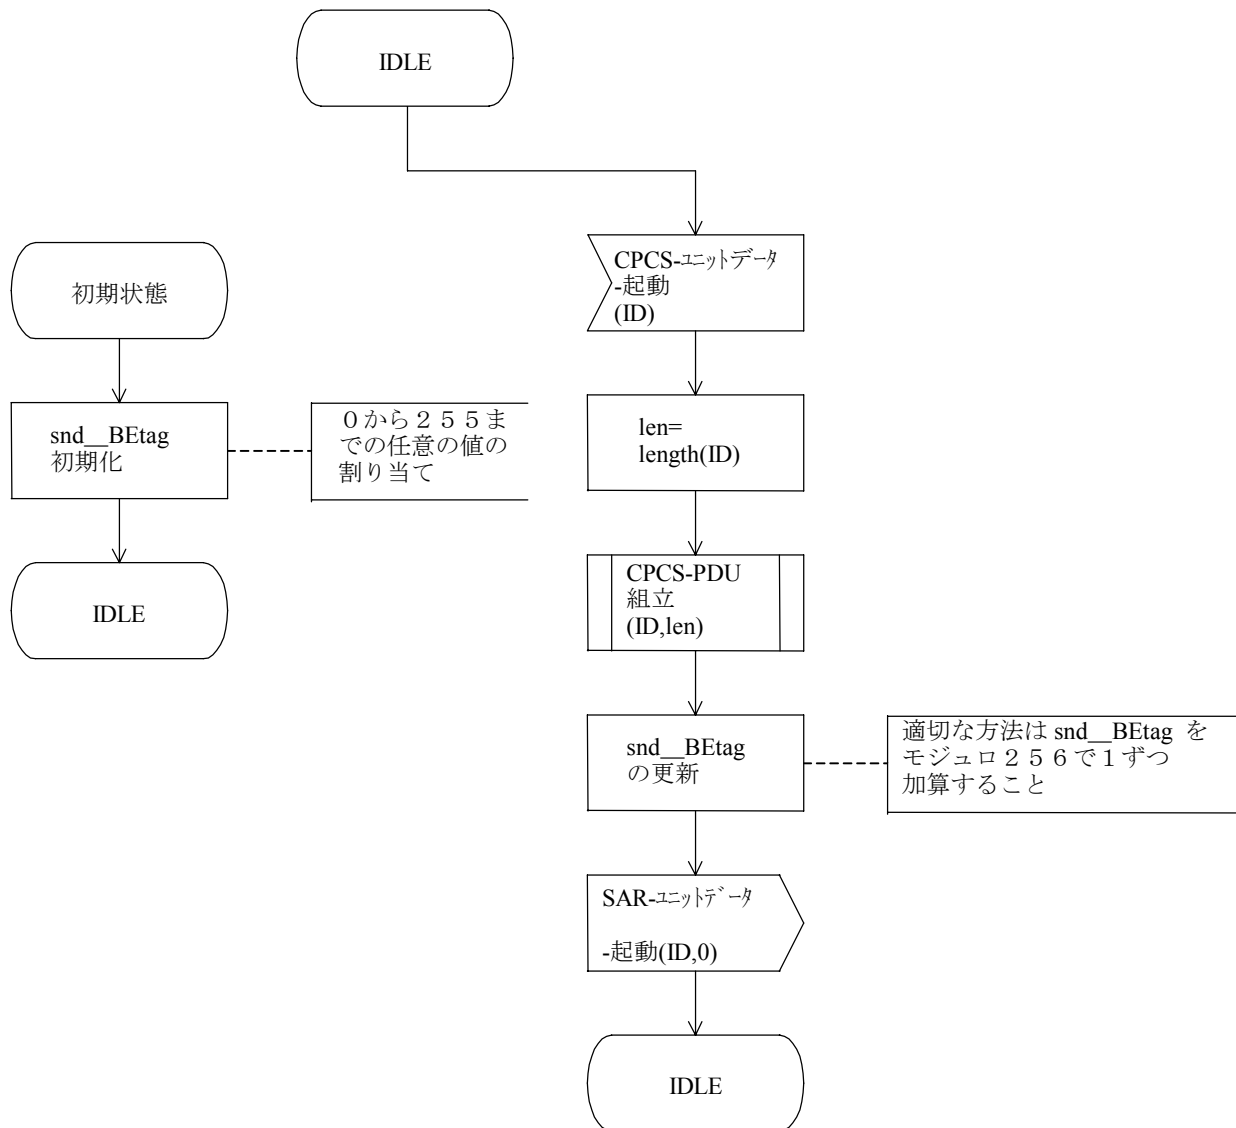 IDLE
初期状態
snd__BEtag
初期化
0から255ま
での任意の値の
割り当て
IDLE
CPCS-ユニットデータ
-起動
(ID)
len=
length(ID)
CPCS-PDU
組立
(ID,len)
snd__BEtag
の更新
適切な方法は snd__BEtag を
モジュロ256で1ずつ
加算すること
SAR-ユニットデータ
-起動(ID,0)
IDLE